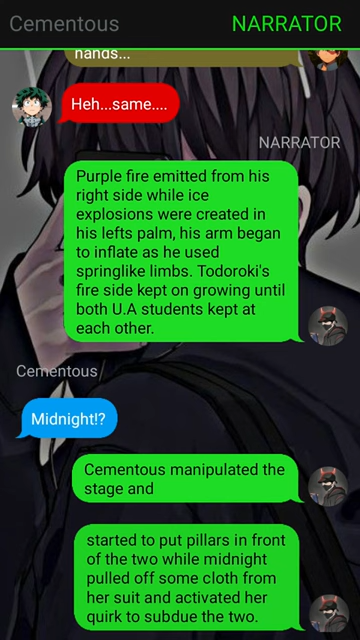 Cementous NARRATOR
hands...
Heh...same....
NARRATOR
Purple fire emitted from his
right side while ice
explosions were created in
his lefts palm, his arm began
to inflate as he used
springlike limbs. Todoroki's
fire side kept on growing until
both U.A students kept at
each other.
Cementous
Midnight!?
Cementous manipulated the
stage and
started to put pillars in front
of the two while midnight
pulled off some cloth from
her suit and activated her
quirk to subdue the two.